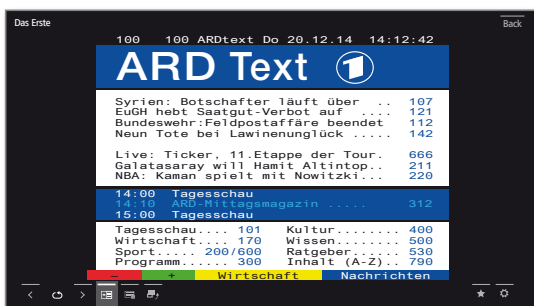 Das Erste
Back
100 100 ARDtext Do 20.12.14 14:12:42
ARD Text 1
Syrien: Botschafter läuft über .. 107
EuGH hebt Saatgut-Verbot auf .... 121
Bundeswehr:Feldpostaffäre beendet 112
Neun Tote bei Lawinenunglück ..... 142
Live: Ticker, 11.Etappe der Tour. 666
Galatasaray will Hamit Altintop.. 211
NBA: Kaman spielt mit Nowitzki... 220
14:00 Tagesschau
14:10 ARD-Mittagsmagazin ..... 312
15:00 Tagesschau
Tagesschau.... 101 Kultur........ 400
Wirtschaft.... 170 Wissen........ 500
Sport..... 200/600 Ratgeber...... 530
Programm...... 300 Inhalt (A-Z).. 790
– + Wirtschaft Nachrichten